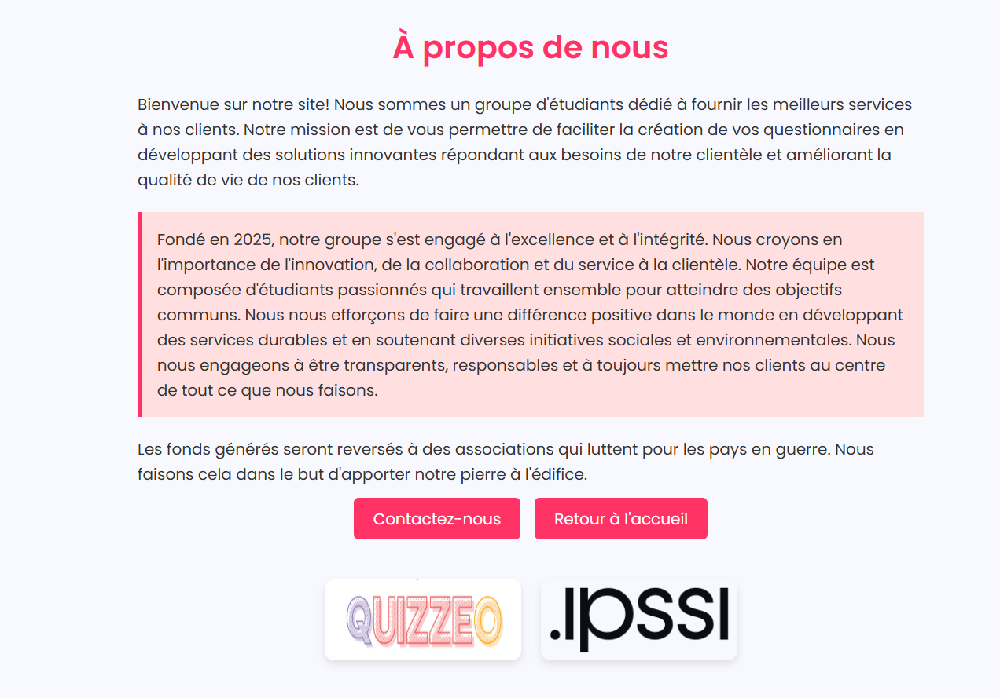 À propos de nous
Bienvenue sur notre site! Nous sommes un groupe d'étudiants dédié à fournir les meilleurs services
à nos clients. Notre mission est de vous permettre de faciliter la création de vos questionnaires en
développant des solutions innovantes répondant aux besoins de notre clientèle et améliorant la
qualité de vie de nos clients.
Fondé en 2025, notre groupe s'est engagé à l'excellence et à l'intégrité. Nous croyons en
l'importance de l'innovation, de la collaboration et du service à la clientèle. Notre équipe est
composée d'étudiants passionnés qui travaillent ensemble pour atteindre des objectifs
communs. Nous nous efforçons de faire une différence positive dans le monde en développant
des services durables et en soutenant diverses initiatives sociales et environnementales. Nous
nous engageons à être transparents, responsables et à toujours mettre nos clients au centre
de tout ce que nous faisons.
Les fonds générés seront reversés à des associations qui luttent pour les pays en guerre. Nous
faisons cela dans le but d'apporter notre pierre à l'édifice.
Contactez-nous
Retour à l'accueil
QUIZZEO
.ipssi